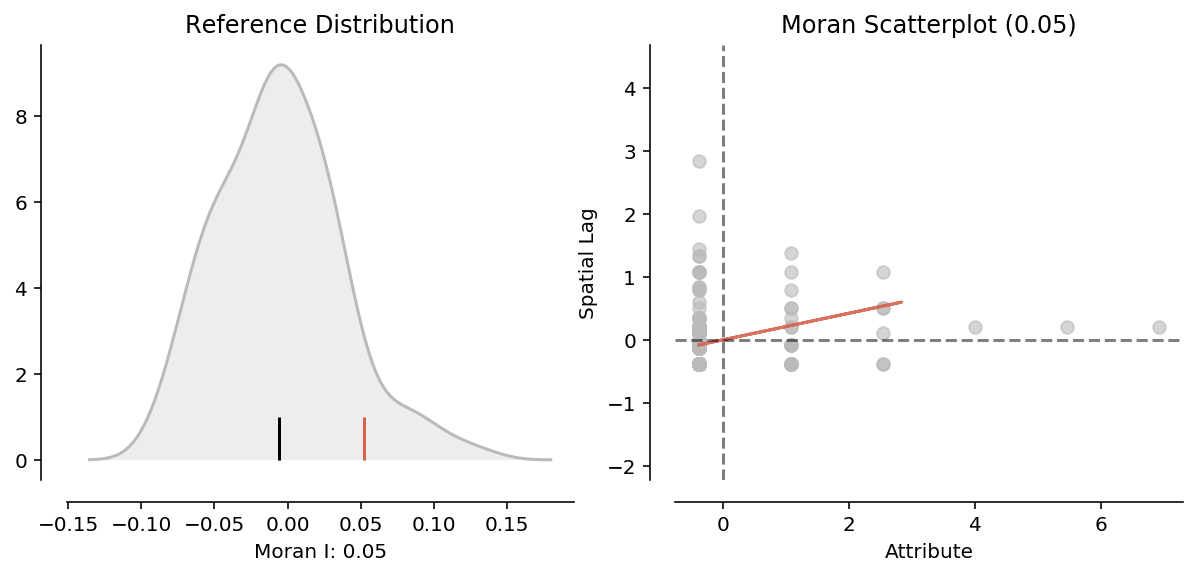 Reference Distribution
8
6
4
2
0
−0.15 −0.10 −0.05 0.00 0.05 0.10 0.15
Moran I: 0.05
Moran Scatterplot (0.05)
Spatial Lag
4
3
2
1
0
−1
−2
0 2 4 6
Attribute